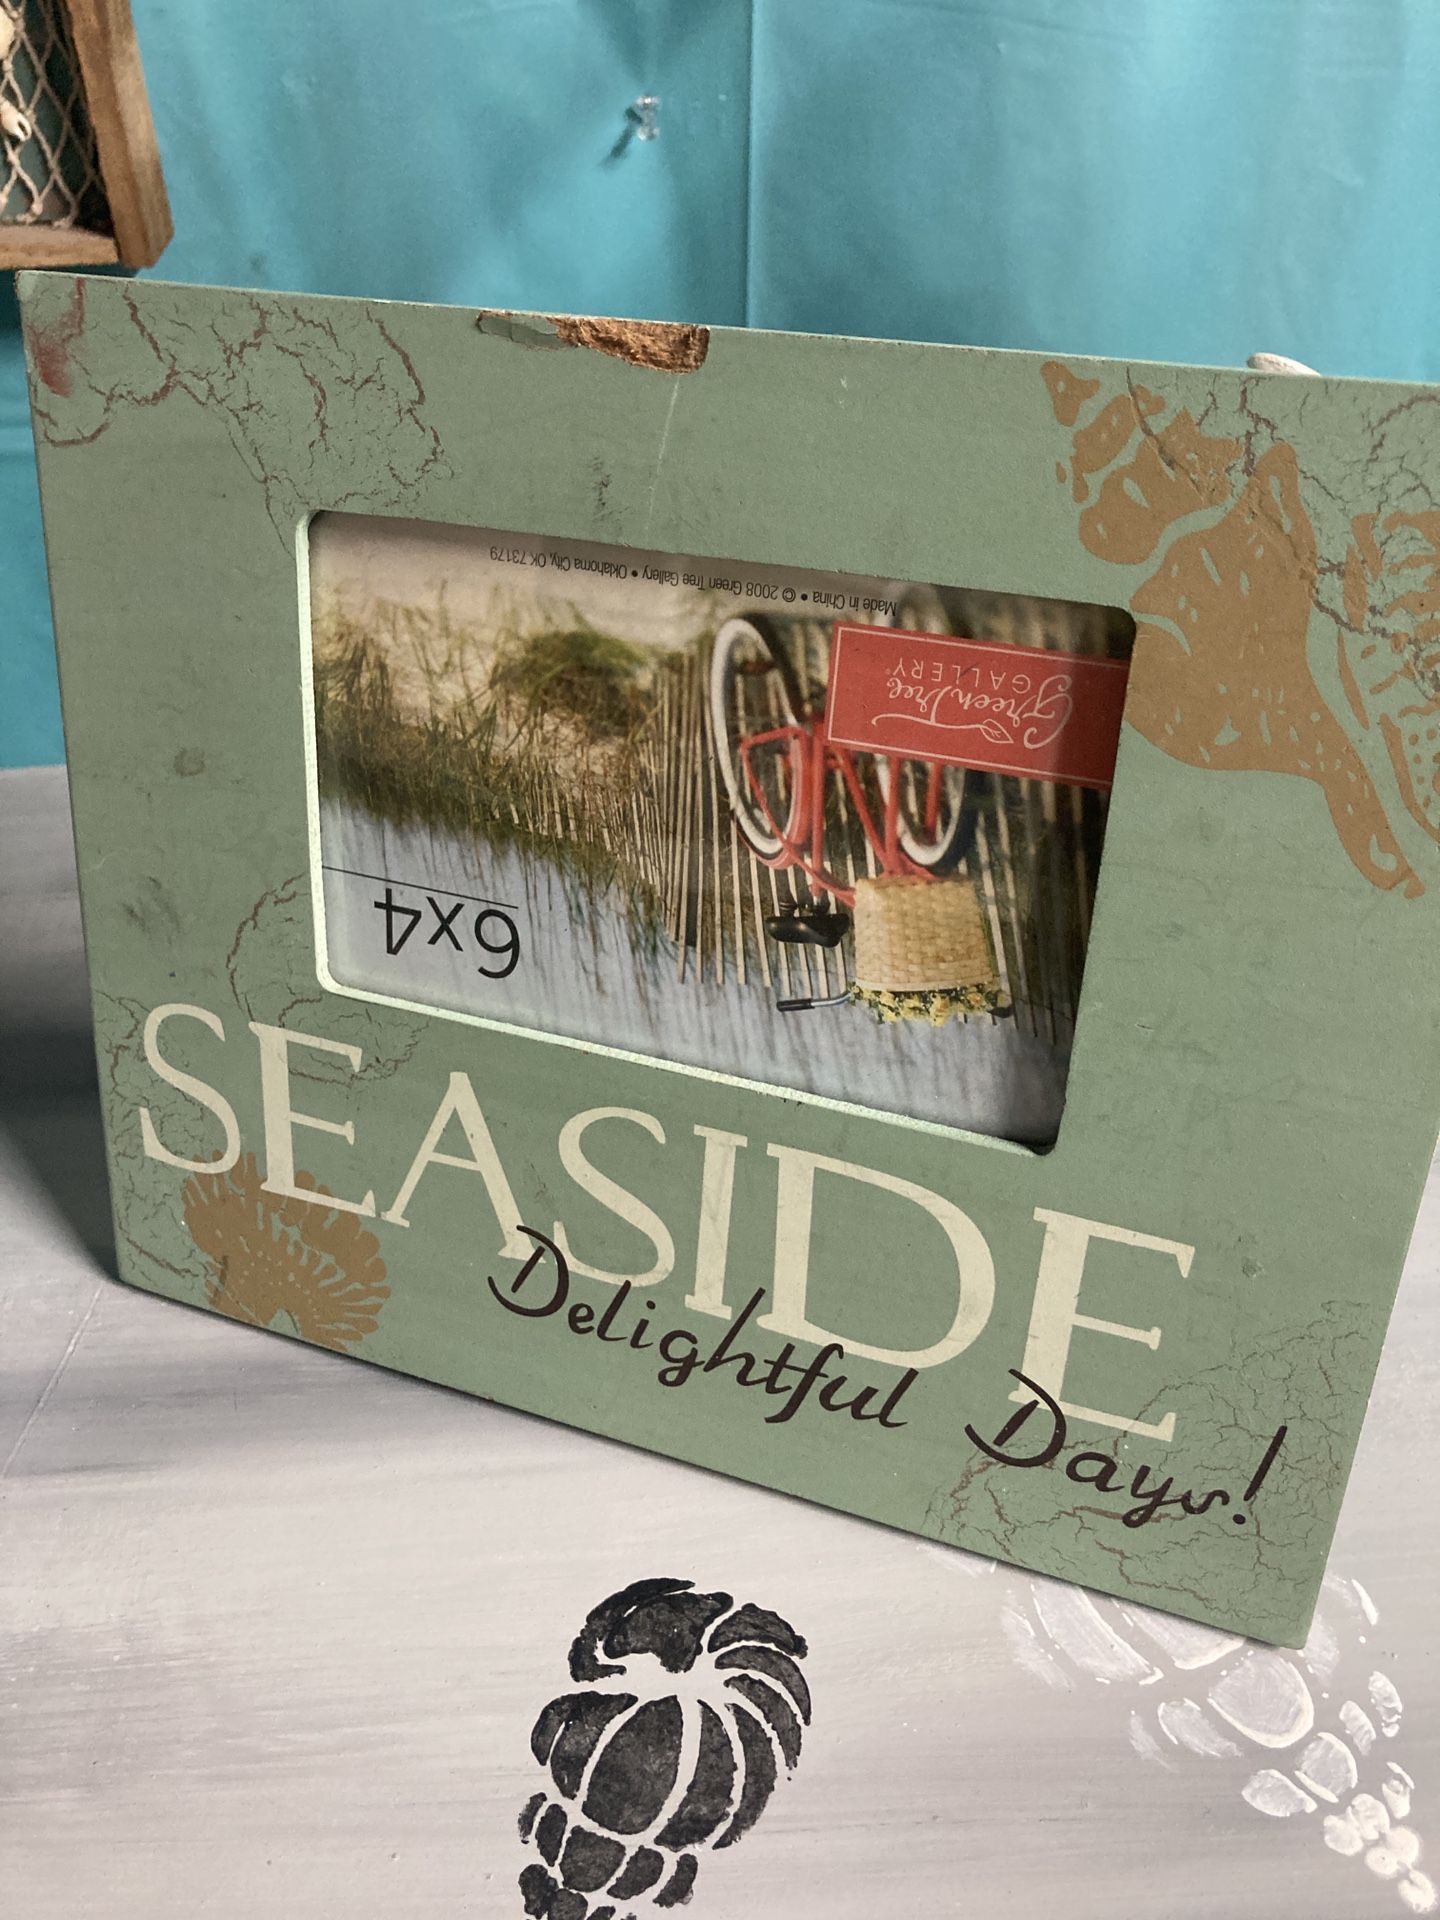 Made in China • © 2008 Green Tree Gallery • Oklahoma City, OK 73179
Green Tree
GALLERY®
6x4
SEASIDE
Delightful Days!